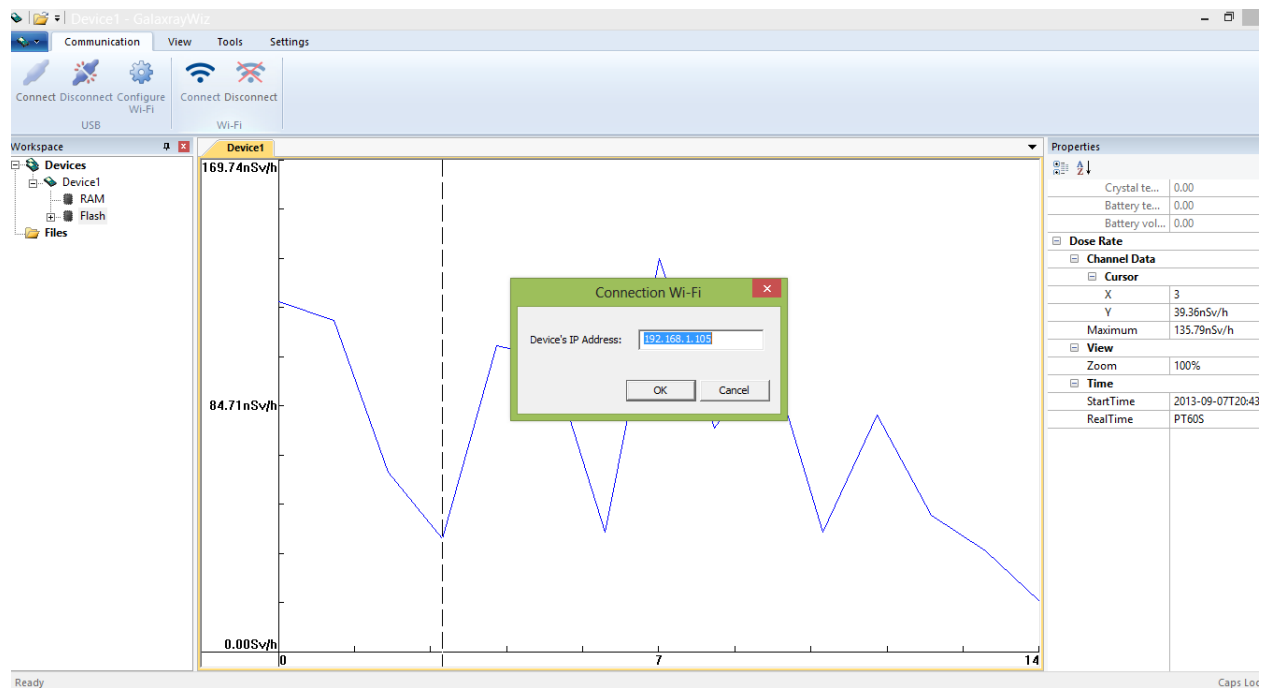 Device1 - GalaxrayWiz
Communication View Tools Settings
Connect Disconnect Configure Wi-Fi Connect Disconnect
USB Wi-Fi
Workspace
Devices
Device1
RAM
Flash
Files
Device1
169.74nSv/h
84.71nSv/h
0.00Sv/h
0 7 14
Connection Wi-Fi
Device's IP Address: 192.168.1.105
OK Cancel
Properties
Crystal te... 0.00
Battery te... 0.00
Battery vol... 0.00
Dose Rate
Channel Data
Cursor
X 3
Y 39.36nSv/h
Maximum 135.79nSv/h
View
Zoom 100%
Time
StartTime 2013-09-07T20:43
RealTime PT60S
Ready Caps Loc